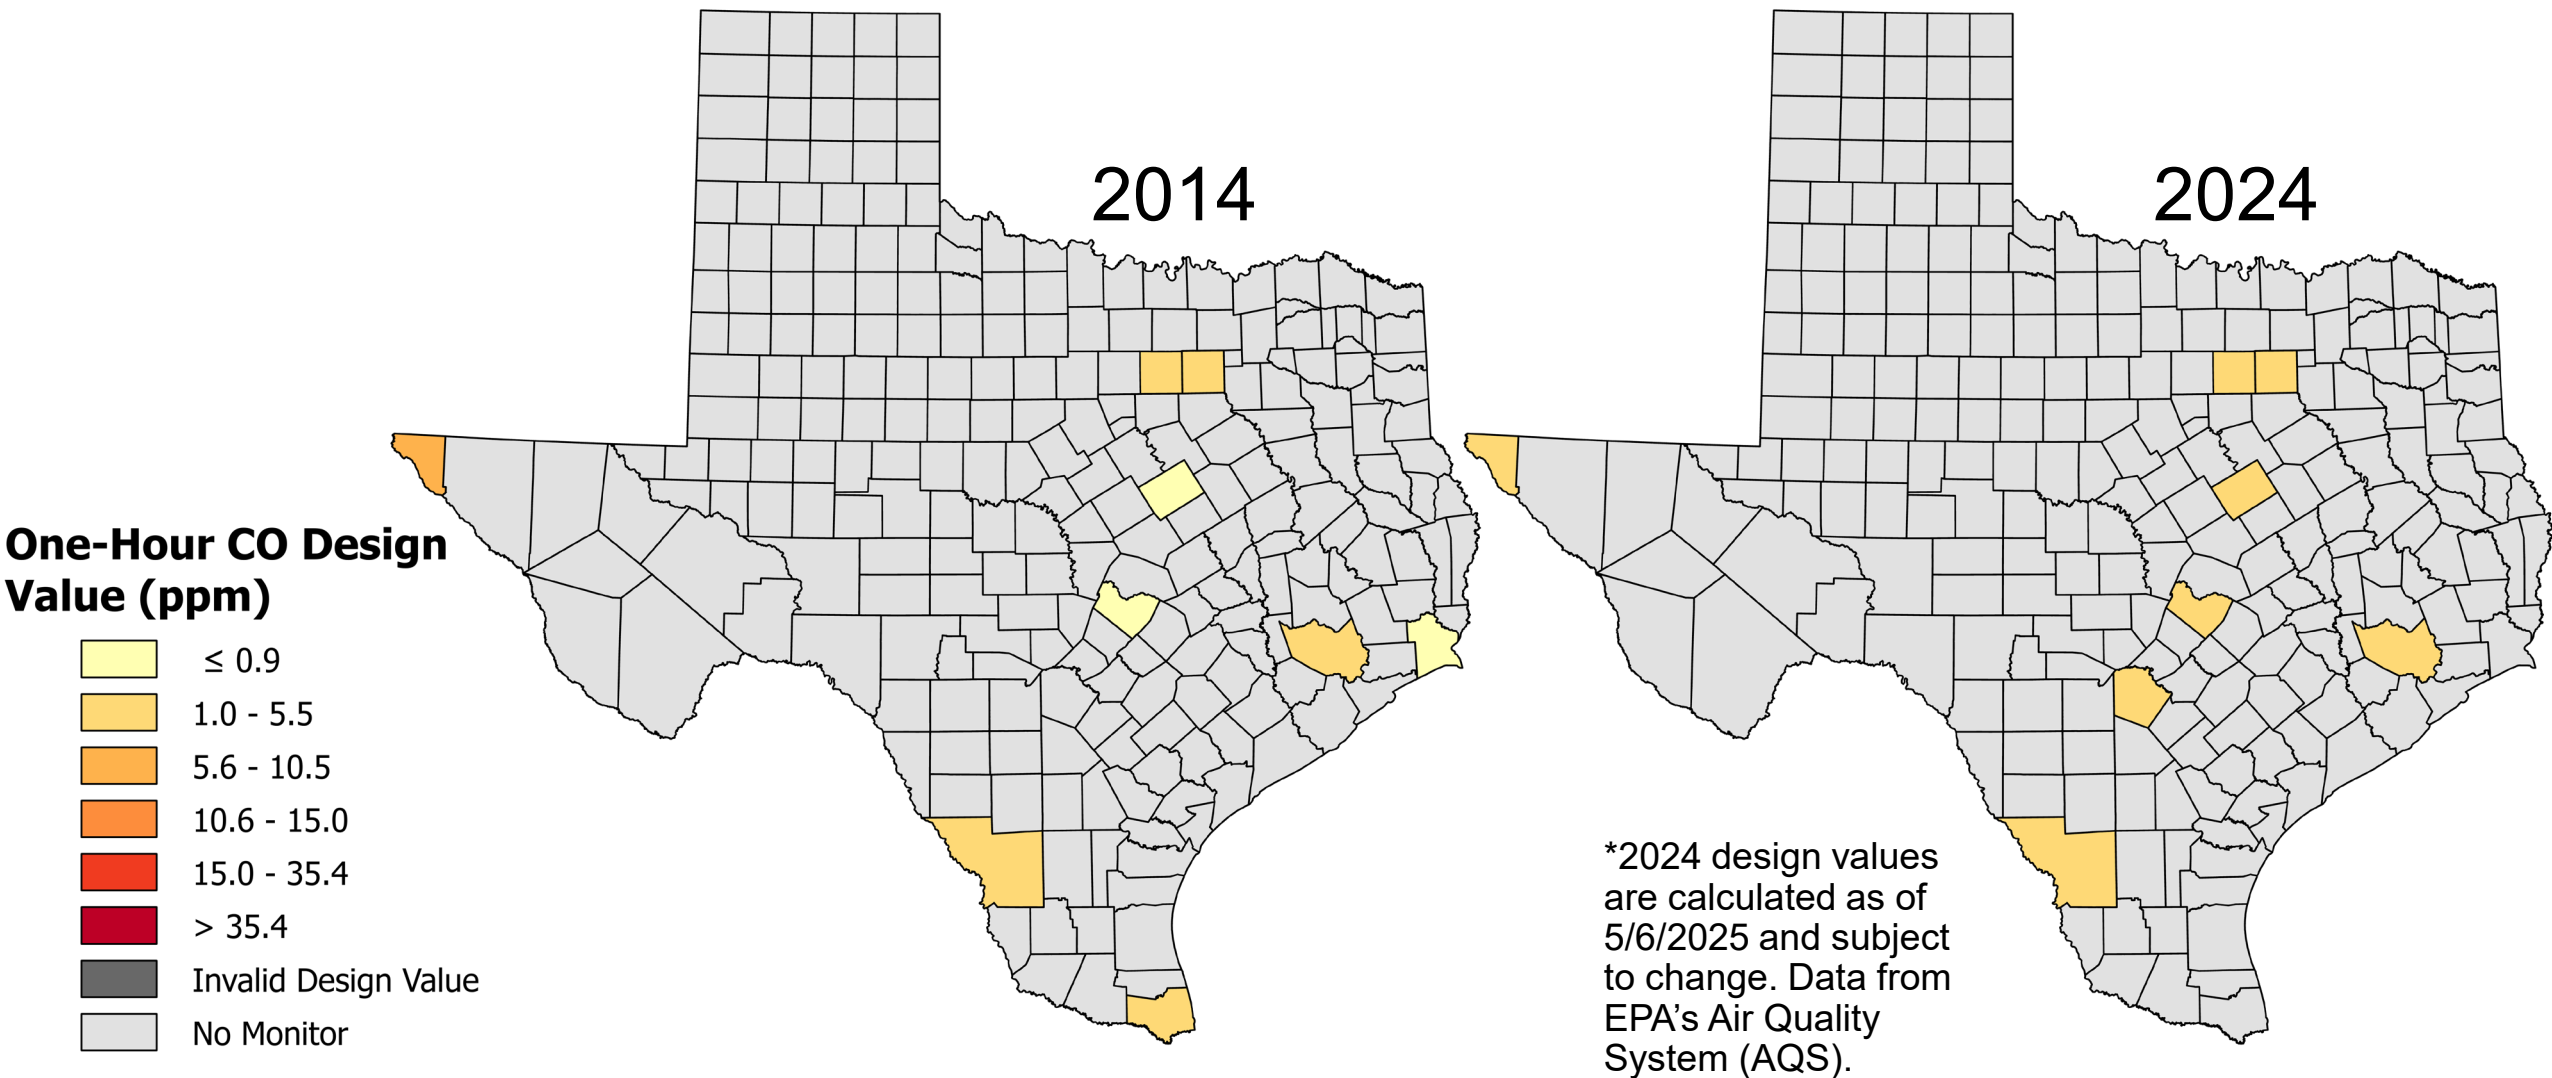 2014
2024
One-Hour CO Design
Value (ppm)
≤ 0.9
1.0 - 5.5
5.6 - 10.5
10.6 - 15.0
15.0 - 35.4
> 35.4
Invalid Design Value
No Monitor
*2024 design values
are calculated as of
5/6/2025 and subject
to change. Data from
EPA’s Air Quality
System (AQS).